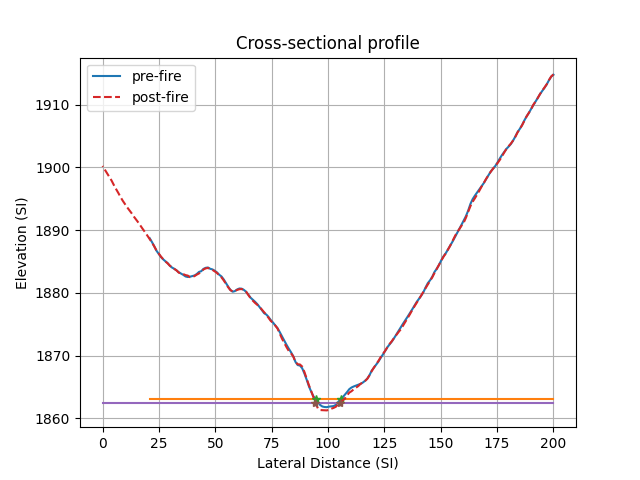 Cross-sectional profile
pre-fire
post-fire
1910
1900
1890
1880
1870
1860
Elevation (SI)
0 25 50 75 100 125 150 175 200
Lateral Distance (SI)